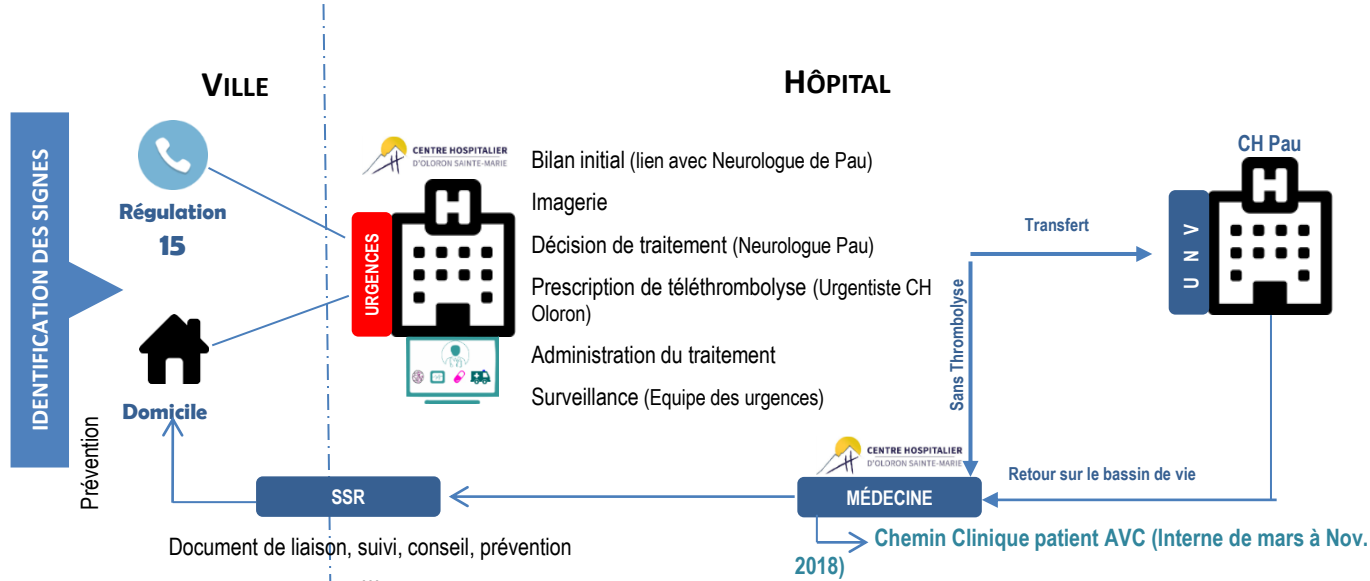 VILLE
HÔPITAL
IDENTIFICATION DES SIGNES
Régulation
15
Domicile
Prévention
CENTRE HOSPITALIER
D'OLORON SAINTE-MARIE
URGENCES
Bilan initial (lien avec Neurologue de Pau)
Imagerie
Décision de traitement (Neurologue Pau)
Prescription de téléthrombolyse (Urgentiste CH
Oloron)
Administration du traitement
Surveillance (Equipe des urgences)
Sans Thrombolyse
Transfert
CH Pau
U N V
Retour sur le bassin de vie
CENTRE HOSPITALIER
D'OLORON SAINTE-MARIE
MÉDECINE
Chemin Clinique patient AVC (Interne de mars à Nov.
2018)
SSR
Document de liaison, suivi, conseil, prévention
...